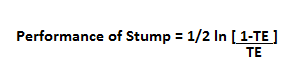 Performance of Stump = 1/2 ln [ 1-TE ]
TE